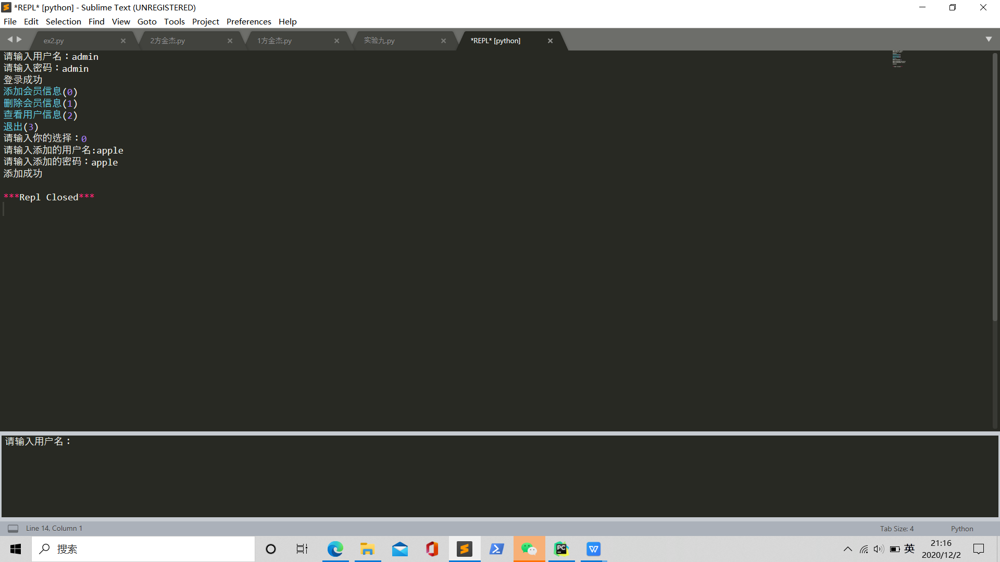 *REPL* [python] - Sublime Text (UNREGISTERED)
File Edit Selection Find View Goto Tools Project Preferences Help
ex2.py 2方金杰.py 1方金杰.py 实验九.py *REPL* [python]
请输入用户名：admin
请输入密码：admin
登录成功
添加会员信息(0)
删除会员信息(1)
查看用户信息(2)
退出(3)
请输入你的选择：0
请输入添加的用户名:apple
请输入添加的密码：apple
添加成功
***Repl Closed***
请输入用户名：
Line 14, Column 1 Tab Size: 4 Python
搜索
英
21:16
2020/12/2